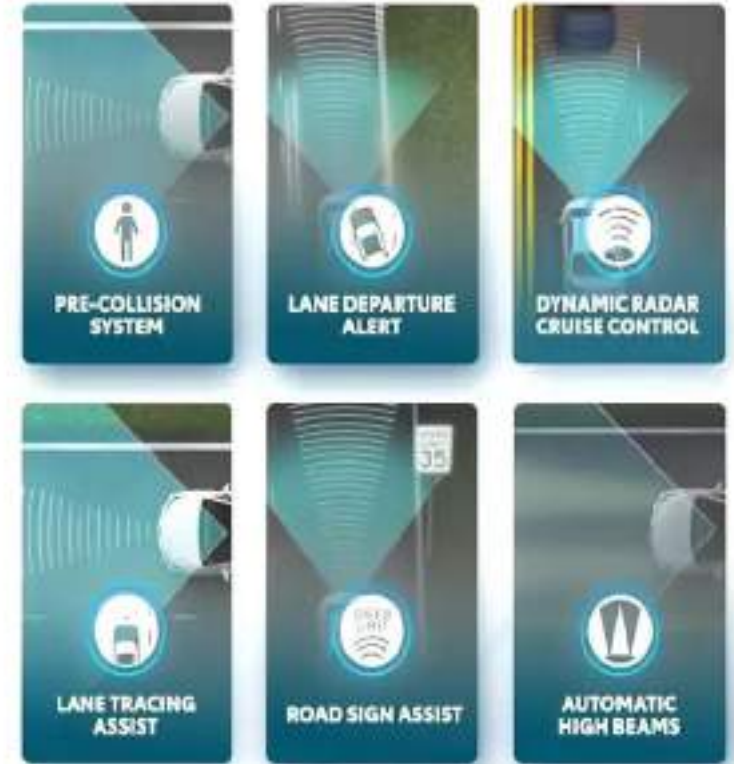 PRE-COLLISION
SYSTEM
LANE DEPARTURE
ALERT
DYNAMIC RADAR
CRUISE CONTROL
35
LANE TRACING
ASSIST
ROAD SIGN ASSIST
AUTOMATIC
HIGH BEAMS